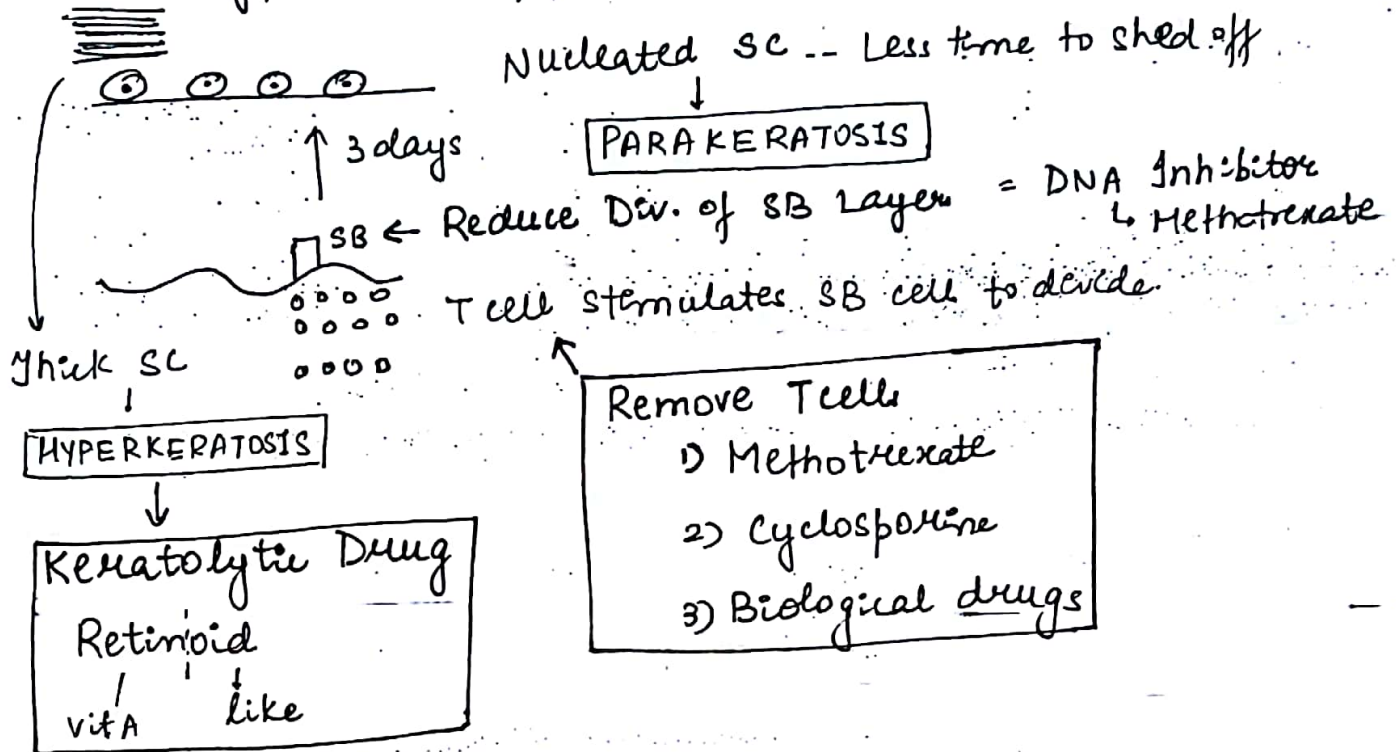 Nucleated SC -- Less time to shed off
PARAKERATOSIS
3 days
SB ← Reduce Div. of SB Layer = DNA Inhibitor
↳ Methotrexate
T cell stimulates SB cell to devide.
Thick SC
HYPERKERATOSIS
Remove Tcells
1) Methotrexate
2) Cyclosporine
3) Biological drugs
Keratolytic Drug
Retinoid
vit A like